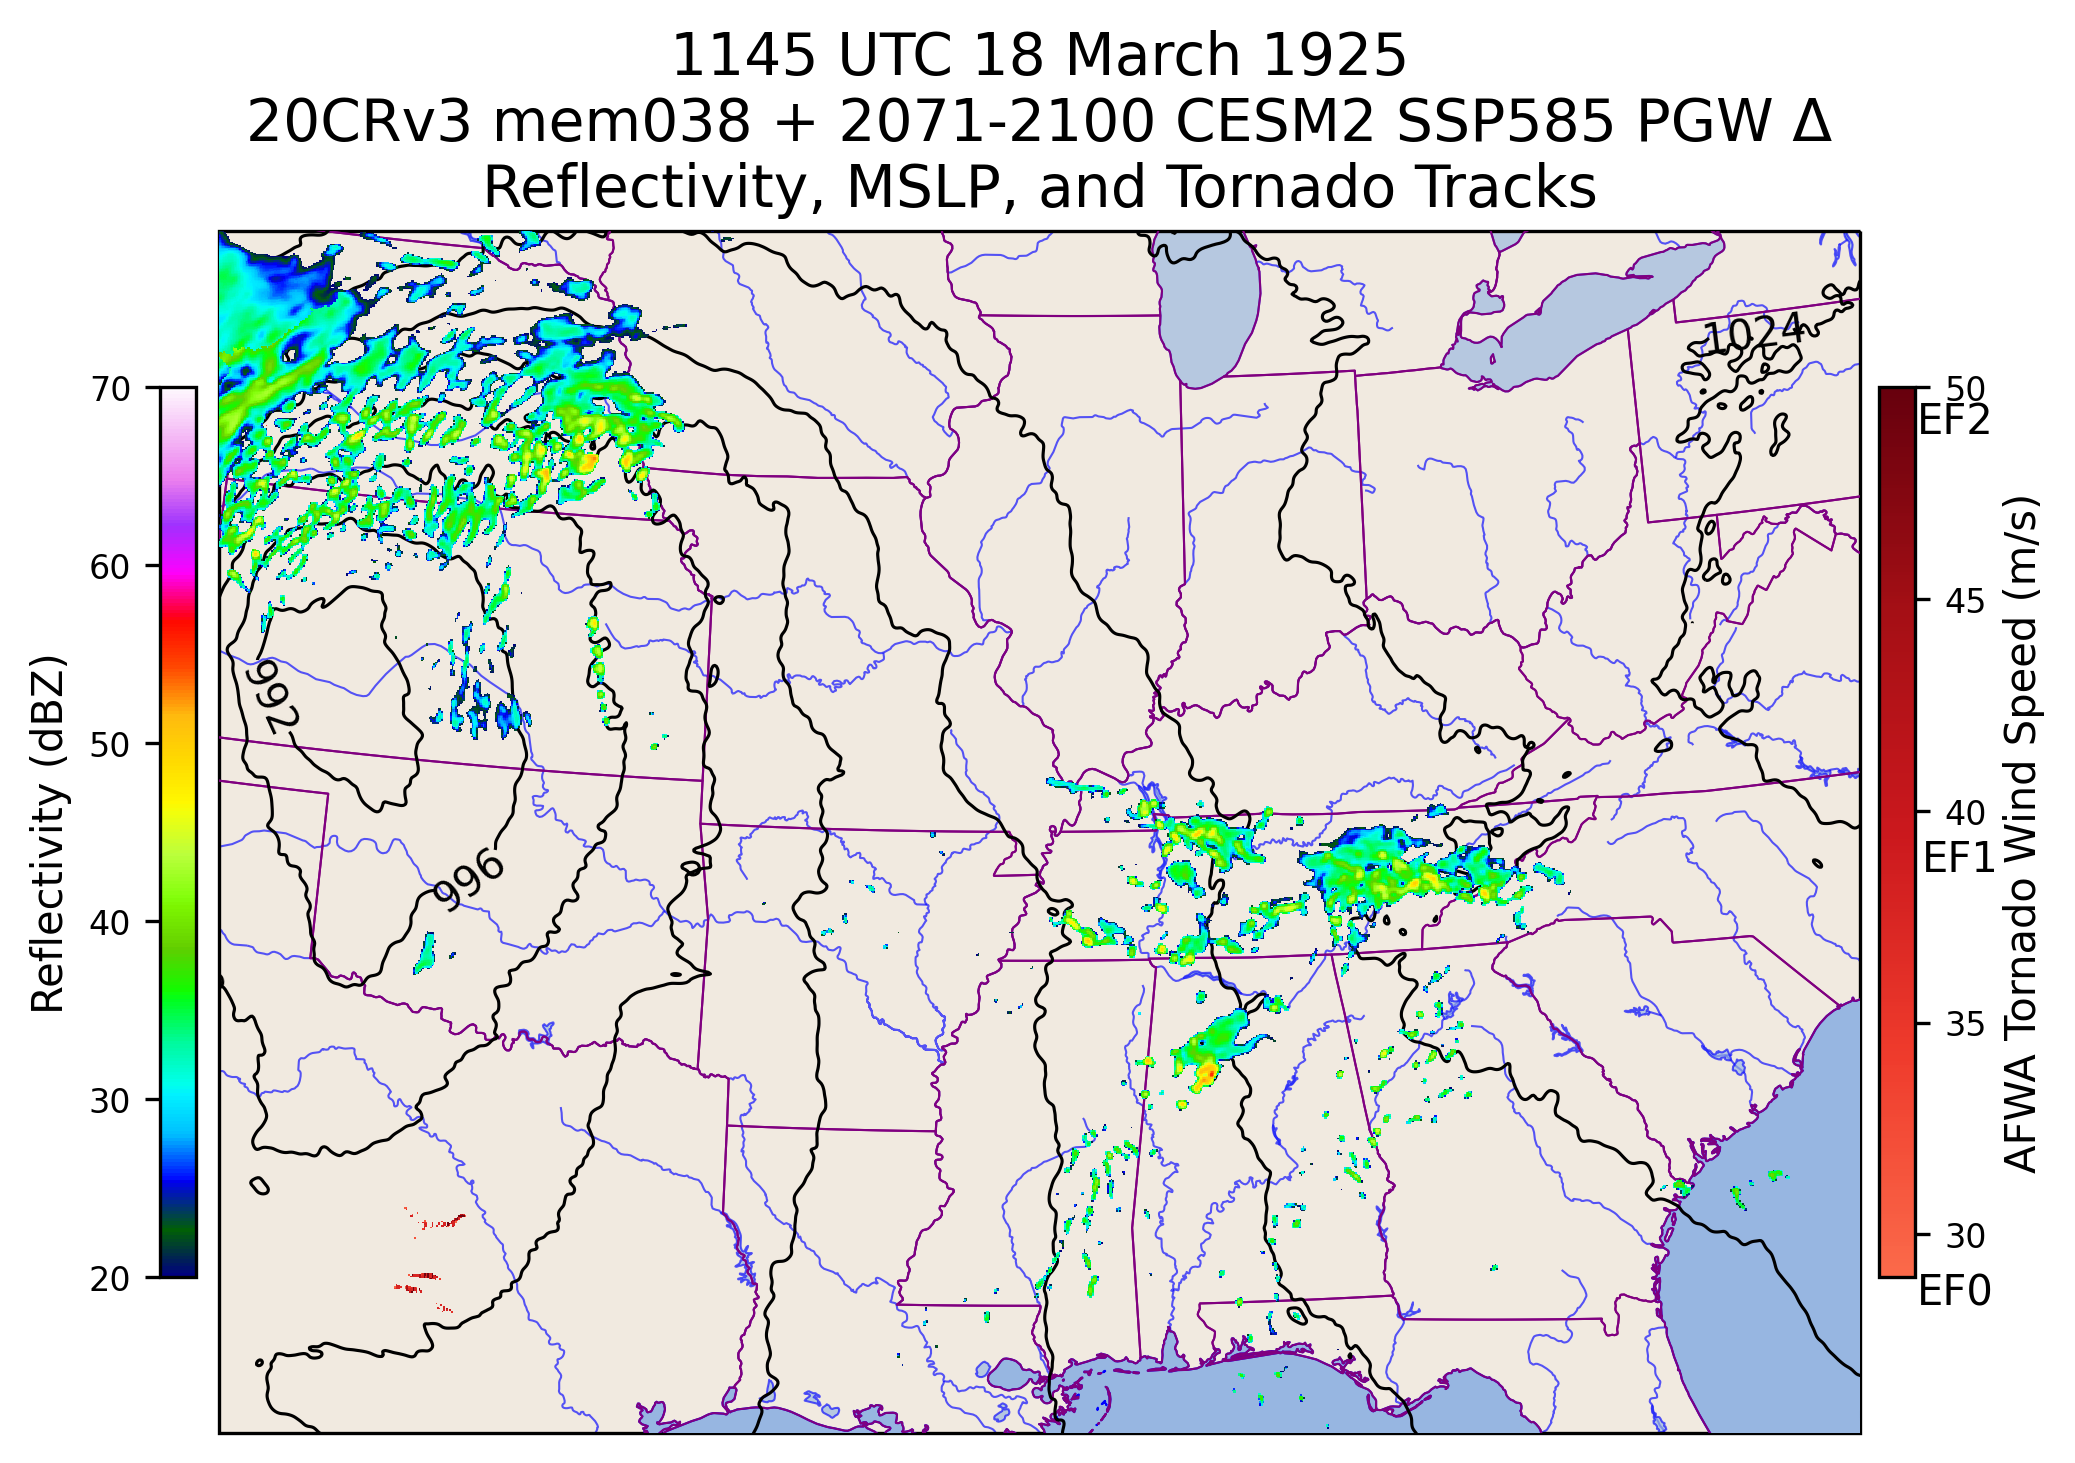 1145 UTC 18 March 1925
20CRv3 mem038 + 2071-2100 CESM2 SSP585 PGW Δ
Reflectivity, MSLP, and Tornado Tracks
Reflectivity (dBZ)
70
60
50
40
30
20
1024
992
996
50
EF2
45
40
EF1
35
30
EF0
AFWA Tornado Wind Speed (m/s)